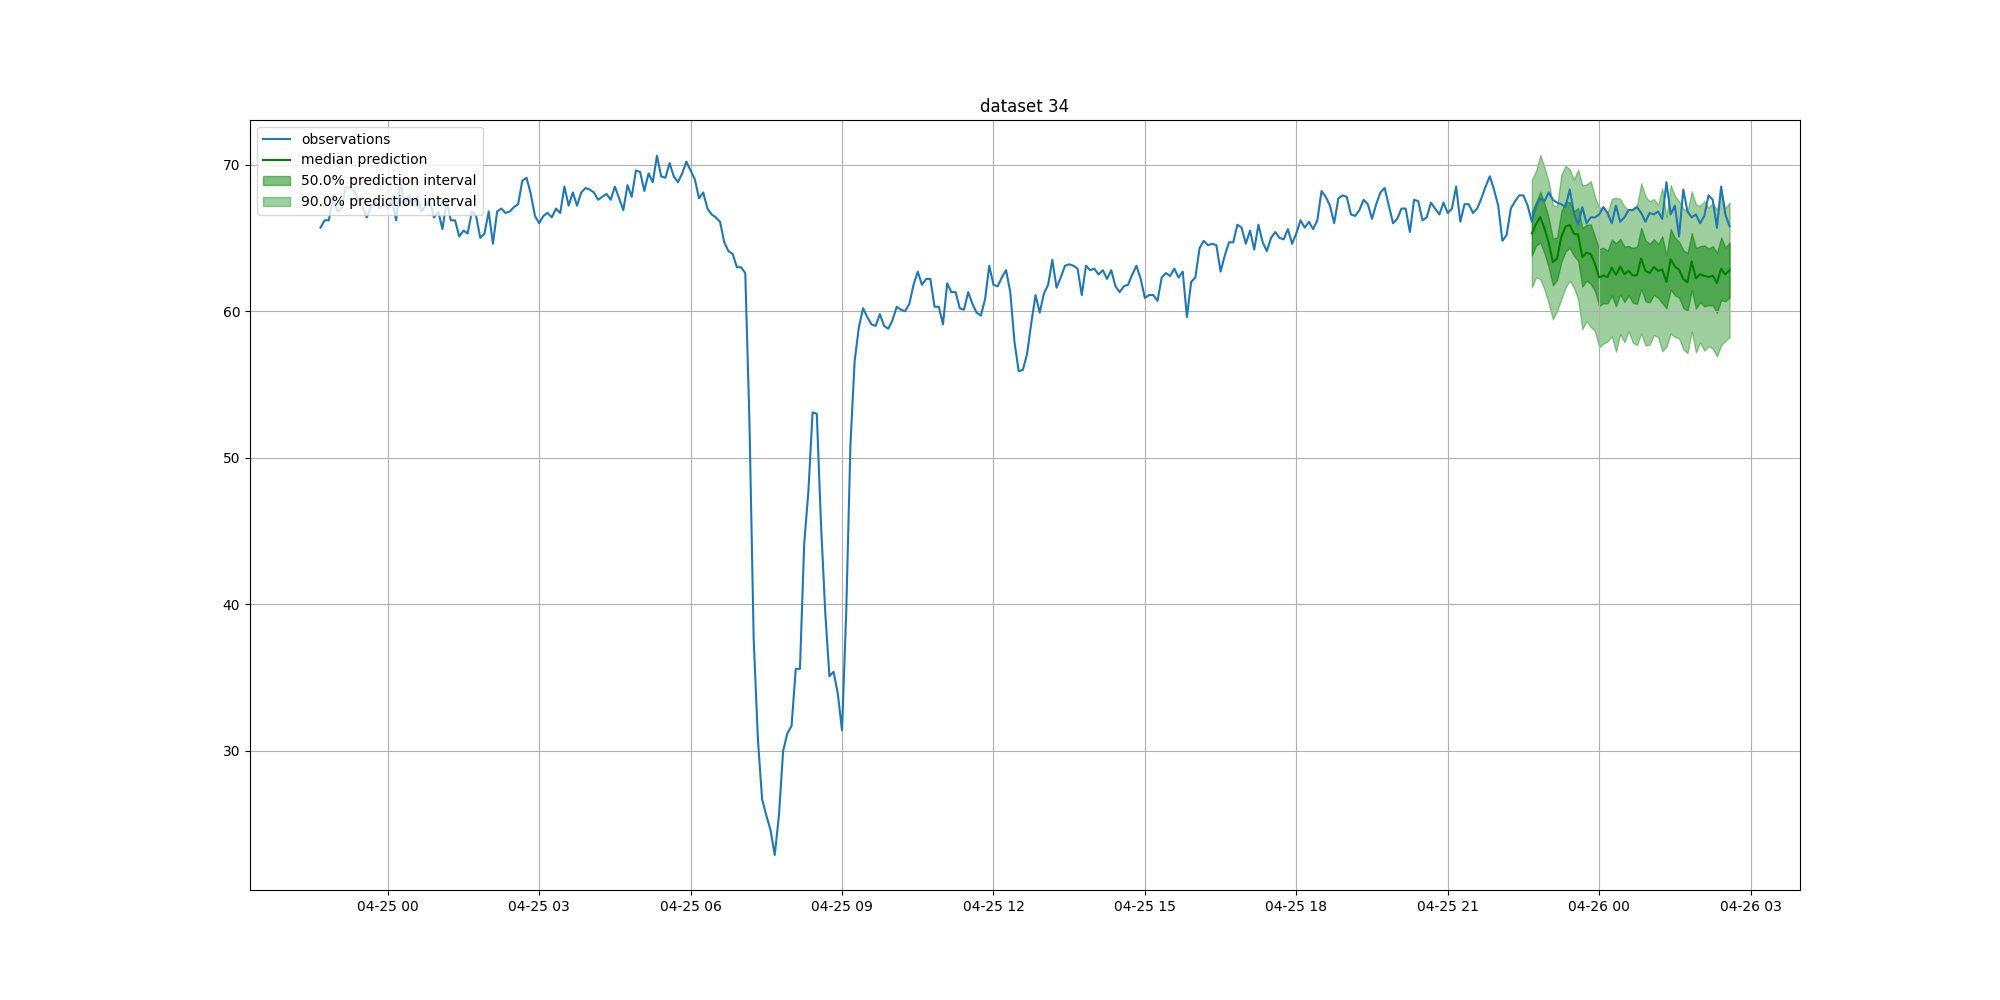 dataset 34
observations
median prediction
50.0% prediction interval
90.0% prediction interval
70
60
50
40
30
04-25 00 04-25 03 04-25 06 04-25 09 04-25 12 04-25 15 04-25 18 04-25 21 04-26 00 04-26 03